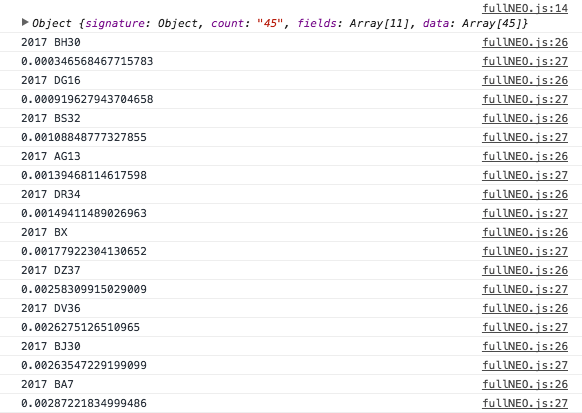 fullNEO.js:14
▶ Object {signature: Object, count: "45", fields: Array[11], data: Array[45]}
2017 BH30 fullNEO.js:26
0.000346568467715783 fullNEO.js:27
2017 DG16 fullNEO.js:26
0.000919627943704658 fullNEO.js:27
2017 BS32 fullNEO.js:26
0.00108848777327855 fullNEO.js:27
2017 AG13 fullNEO.js:26
0.00139468114617598 fullNEO.js:27
2017 DR34 fullNEO.js:26
0.00149411489026963 fullNEO.js:27
2017 BX fullNEO.js:26
0.00177922304130652 fullNEO.js:27
2017 DZ37 fullNEO.js:26
0.00258309915029009 fullNEO.js:27
2017 DV36 fullNEO.js:26
0.0026275126510965 fullNEO.js:27
2017 BJ30 fullNEO.js:26
0.00263547229199099 fullNEO.js:27
2017 BA7 fullNEO.js:26
0.00287221834999486 fullNEO.js:27